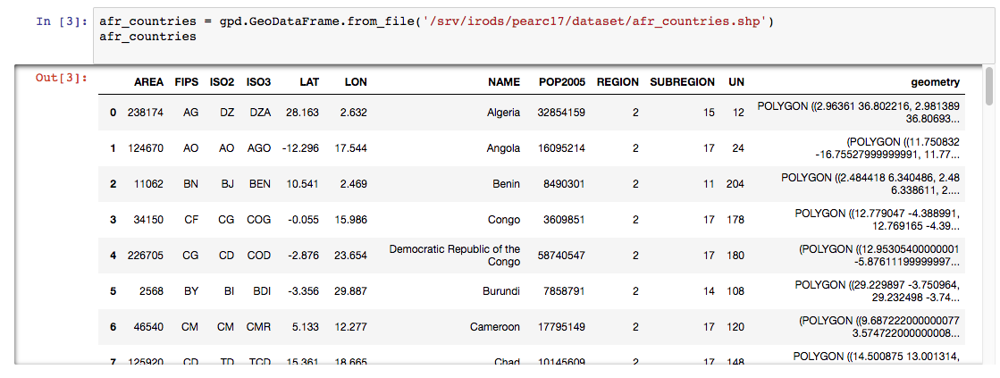 In [3]: afr_countries = gpd.GeoDataFrame.from_file('/srv/irods/pearc17/dataset/afr_countries.shp')
afr_countries
Out[3]:
AREA FIPS ISO2 ISO3 LAT LON NAME POP2005 REGION SUBREGION UN geometry
0 238174 AG DZ DZA 28.163 2.632 Algeria 32854159 2 15 12 POLYGON ((2.96361 36.802216, 2.981389
36.80693...
1 124670 AO AO AGO -12.296 17.544 Angola 16095214 2 17 24 (POLYGON ((11.750832
-16.75527999999991, 11.77...
2 11062 BN BJ BEN 10.541 2.469 Benin 8490301 2 11 204 POLYGON ((2.484418 6.340486, 2.48
6.338611, 2....
3 34150 CF CG COG -0.055 15.986 Congo 3609851 2 17 178 POLYGON ((12.779047 -4.388991,
12.769165 -4.39...
4 226705 CG CD COD -2.876 23.654 Democratic Republic of the
Congo 58740547 2 17 180 (POLYGON ((12.95305400000001
-5.87611199999997...
5 2568 BY BI BDI -3.356 29.887 Burundi 7858791 2 14 108 POLYGON ((29.229897 -3.750964,
29.232498 -3.74...
6 46540 CM CM CMR 5.133 12.277 Cameroon 17795149 2 17 120 (POLYGON ((9.687222000000077
3.574722000000008...
7 125920 CD TD TCD 15.361 18.665 Chad 10145609 2 17 148 POLYGON ((14.500875 13.001314,